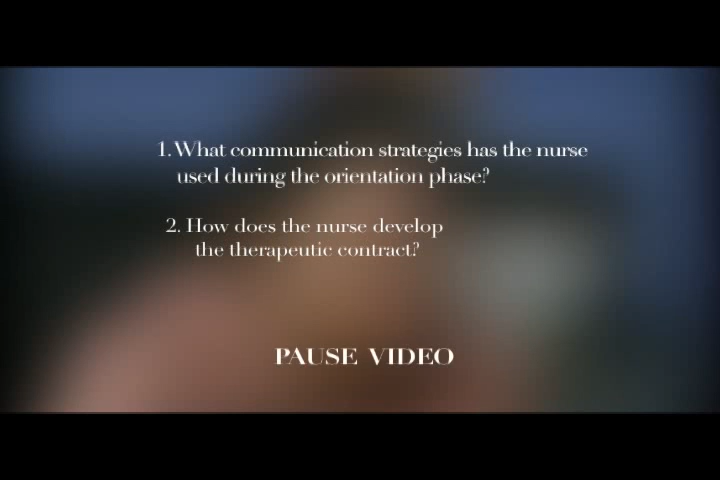 1. What communication strategies has the nurse
used during the orientation phase?
2. How does the nurse develop
the therapeutic contract?
PAUSE VIDEO